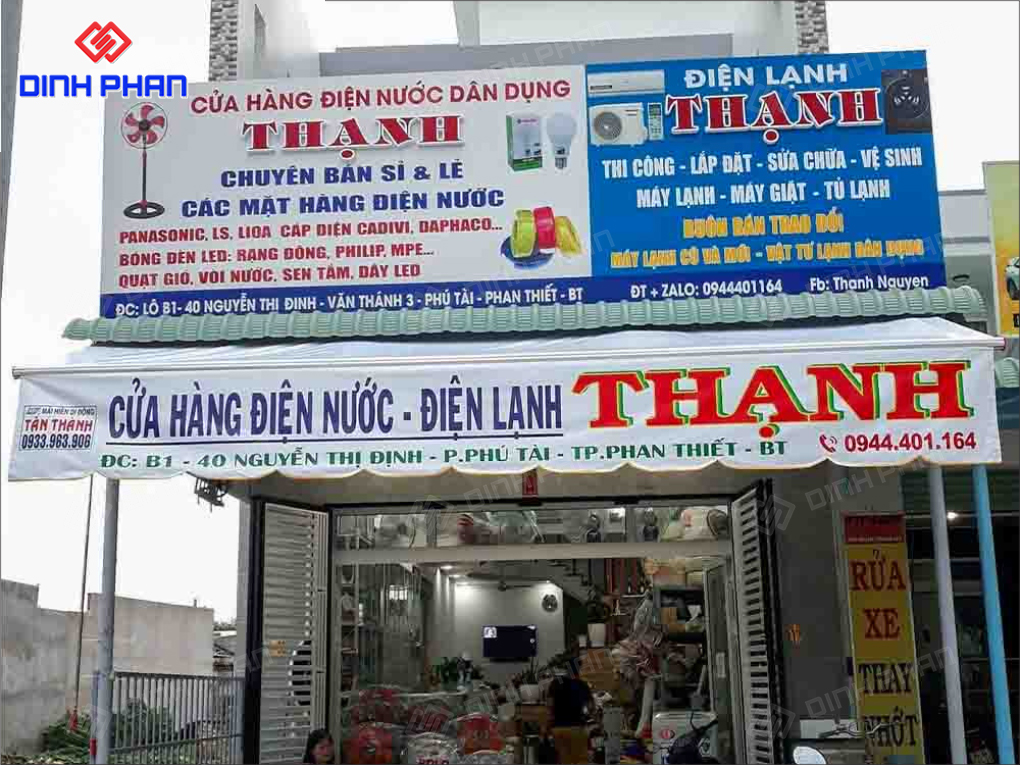 DINH PHAN
CỬA HÀNG ĐIỆN NƯỚC DÂN DỤNG
THẠNH
CHUYÊN BÁN SỈ & LẺ
CÁC MẶT HÀNG ĐIỆN NƯỚC
PANASONIC, LS, LIOA CÁP ĐIỆN CADIVI, DAPHACO...
BÓNG ĐÈN LED: RẠNG ĐÔNG, PHILIP, MPE...
QUẠT GIÓ, VÒI NƯỚC, SEN TẮM, DÂY LED
ĐC: LÔ B1- 40 NGUYỄN THỊ ĐỊNH - VĂN THÁNH 3 - PHÚ TÀI - PHAN THIẾT - BT
ĐIỆN LẠNH
THẠNH
THI CÔNG - LẮP ĐẶT - SỬA CHỮA - VỆ SINH
MÁY LẠNH - MÁY GIẶT - TỦ LẠNH
BUÔN BÁN TRAO ĐỔI
MÁY LẠNH CŨ VÀ MỚI - VẬT TƯ LẠNH DÂN DỤNG
ĐT + ZALO: 0944401164 Fb: Thanh Nguyen
MÁI HIÊN DI ĐỘNG
TÂN THANH
0933.963.906
CỬA HÀNG ĐIỆN NƯỚC - ĐIỆN LẠNH THẠNH
ĐC: B1 - 40 NGUYỄN THỊ ĐỊNH - P.PHÚ TÀI - TP.PHAN THIẾT - BT
0944.401.164
RỬA
XE
THAY
NHỚT